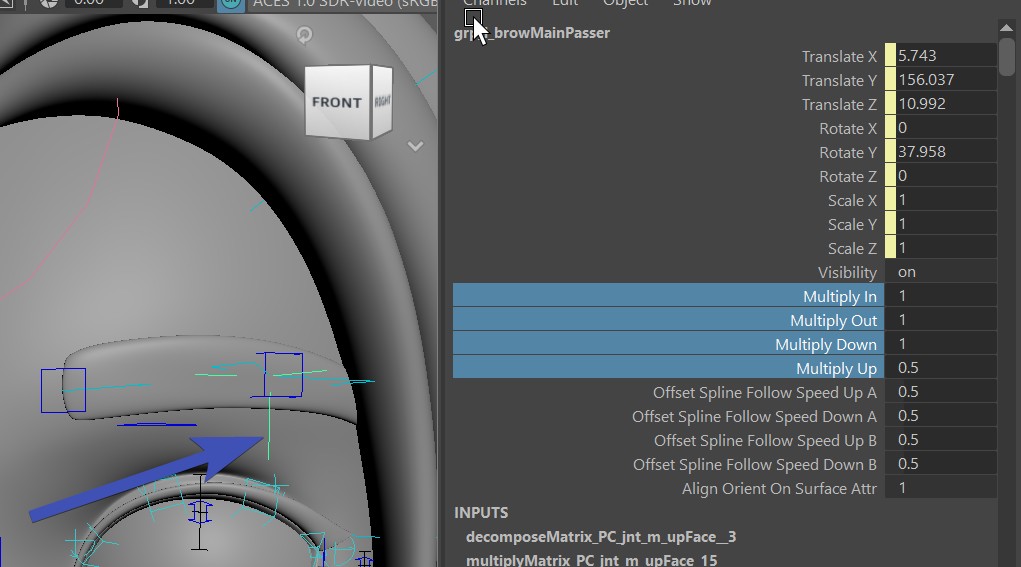 0.00 1.00 ACES 1.0 SDR-video (sRGB
Channels Edit Object Show
browMainPasser
FRONT RIGHT
Translate X 5.743
Translate Y 156.037
Translate Z 10.992
Rotate X 0
Rotate Y 37.958
Rotate Z 0
Scale X 1
Scale Y 1
Scale Z 1
Visibility on
Multiply In 1
Multiply Out 1
Multiply Down 1
Multiply Up 0.5
Offset Spline Follow Speed Up A 0.5
Offset Spline Follow Speed Down A 0.5
Offset Spline Follow Speed Up B 0.5
Offset Spline Follow Speed Down B 0.5
Align Orient On Surface Attr 1
INPUTS
decomposeMatrix_PC_jnt_m_upFace__3
multiplyMatrix_PC_jnt_m_upFace_15